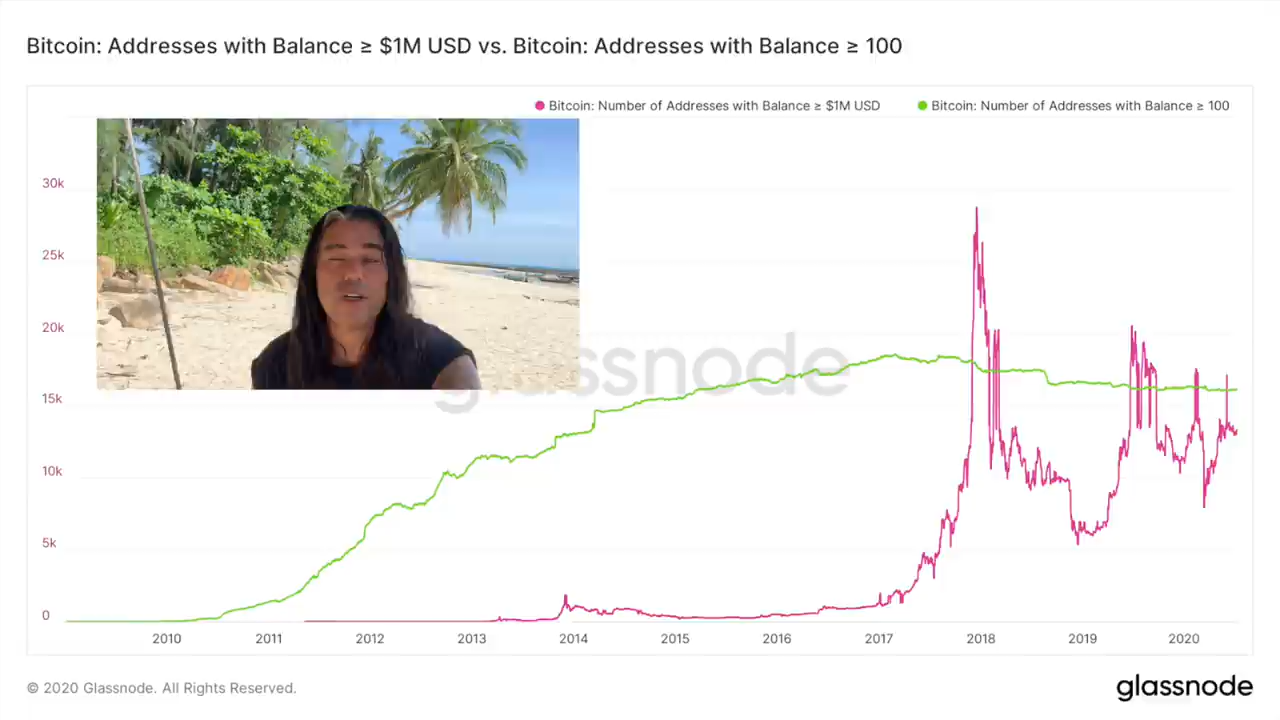 Bitcoin: Addresses with Balance ≥ $1M USD vs. Bitcoin: Addresses with Balance ≥ 100
Bitcoin: Number of Addresses with Balance ≥ $1M USD
Bitcoin: Number of Addresses with Balance ≥ 100
30k
25k
20k
15k
10k
5k
0
glassnode
2010 2011 2012 2013 2014 2015 2016 2017 2018 2019 2020
© 2020 Glassnode. All Rights Reserved.
glassnode